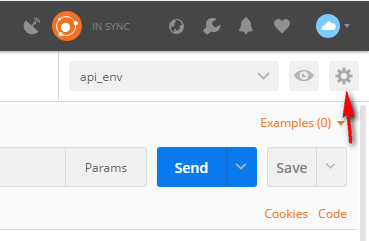 IN SYNC
api_env
Examples (0)
Params Send Save
Cookies Code